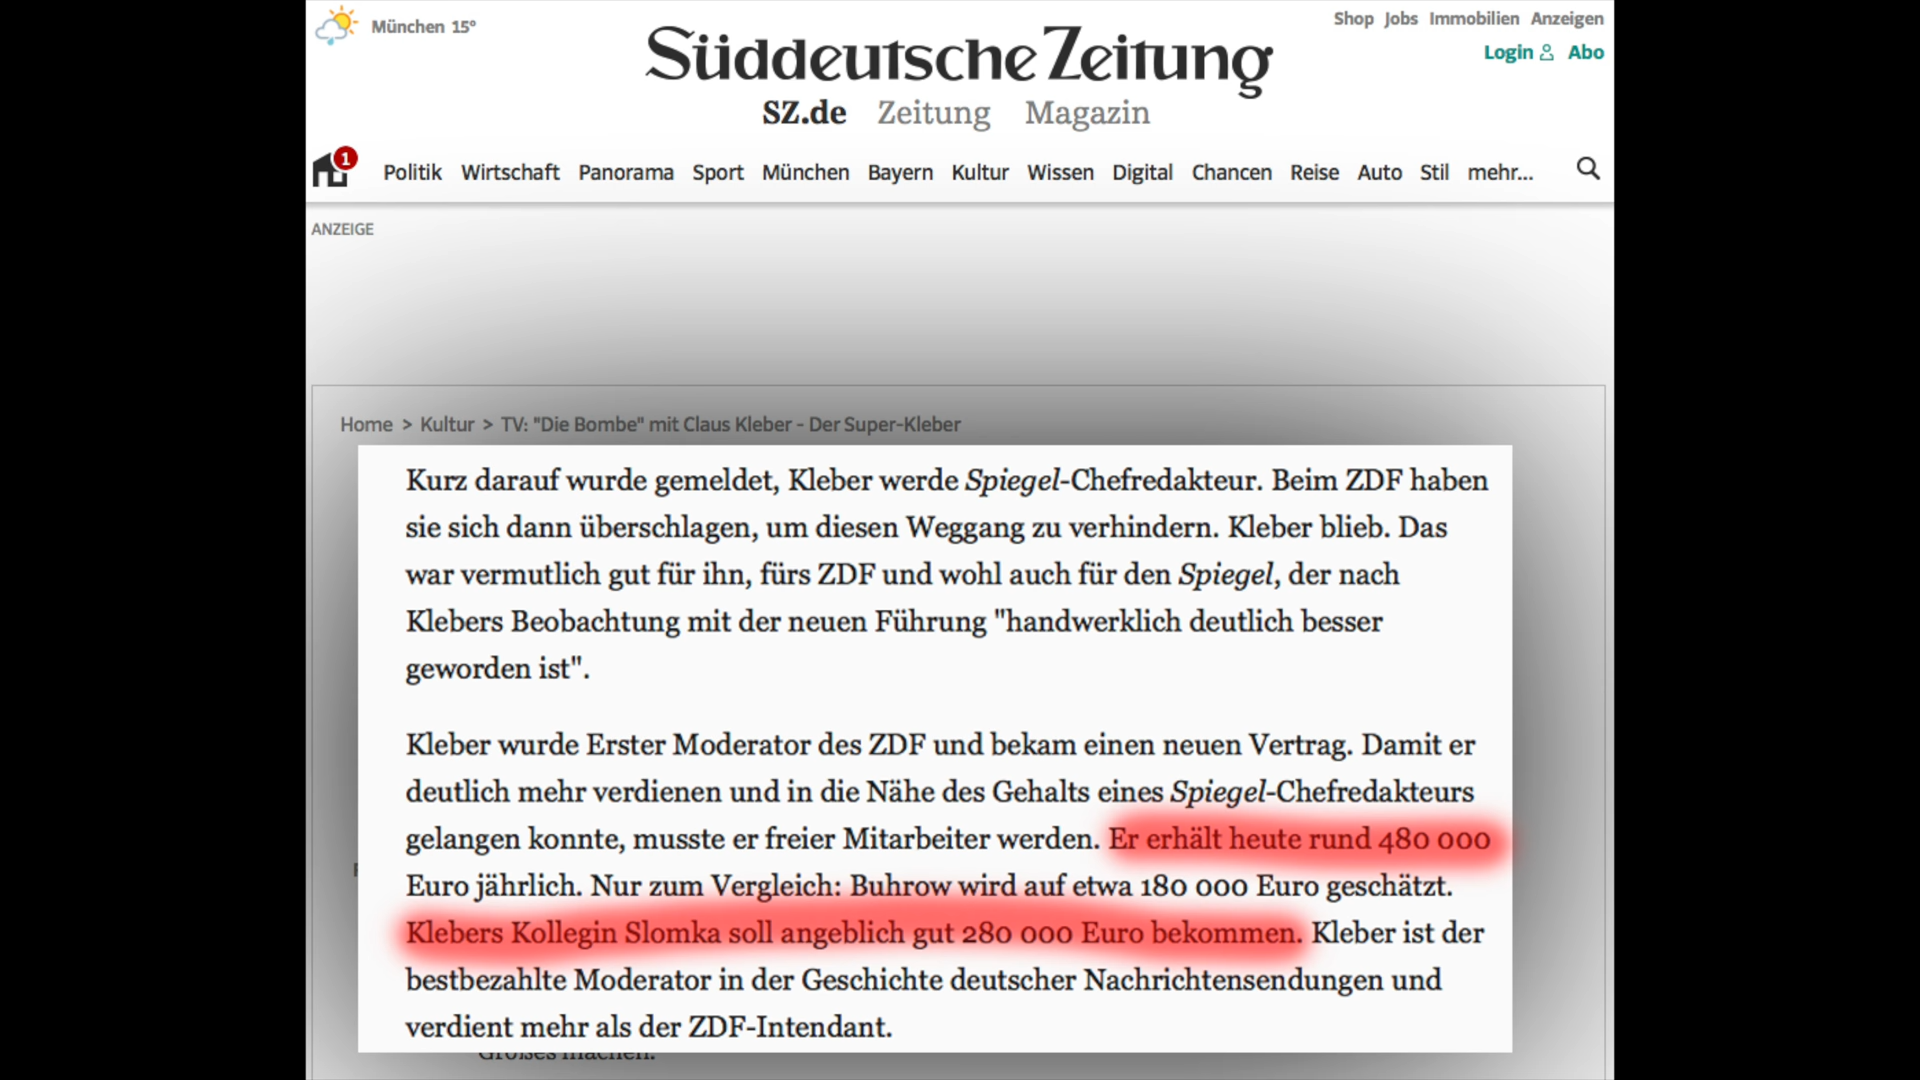 München 15°
Shop Jobs Immobilien Anzeigen
Login Abo
Süddeutsche Zeitung
SZ.de Zeitung Magazin
1
Politik Wirtschaft Panorama Sport München Bayern Kultur Wissen Digital Chancen Reise Auto Stil mehr...
ANZEIGE
Home > Kultur > TV: "Die Bombe" mit Claus Kleber - Der Super-Kleber
Kurz darauf wurde gemeldet, Kleber werde Spiegel-Chefredakteur. Beim ZDF haben
sie sich dann überschlagen, um diesen Weggang zu verhindern. Kleber blieb. Das
war vermutlich gut für ihn, fürs ZDF und wohl auch für den Spiegel, der nach
Klebers Beobachtung mit der neuen Führung "handwerklich deutlich besser
geworden ist".
Kleber wurde Erster Moderator des ZDF und bekam einen neuen Vertrag. Damit er
deutlich mehr verdienen und in die Nähe des Gehalts eines Spiegel-Chefredakteurs
gelangen konnte, musste er freier Mitarbeiter werden. Er erhält heute rund 480 000
Euro jährlich. Nur zum Vergleich: Buhrow wird auf etwa 180 000 Euro geschätzt.
Klebers Kollegin Slomka soll angeblich gut 280 000 Euro bekommen. Kleber ist der
bestbezahlte Moderator in der Geschichte deutscher Nachrichtensendungen und
verdient mehr als der ZDF-Intendant.